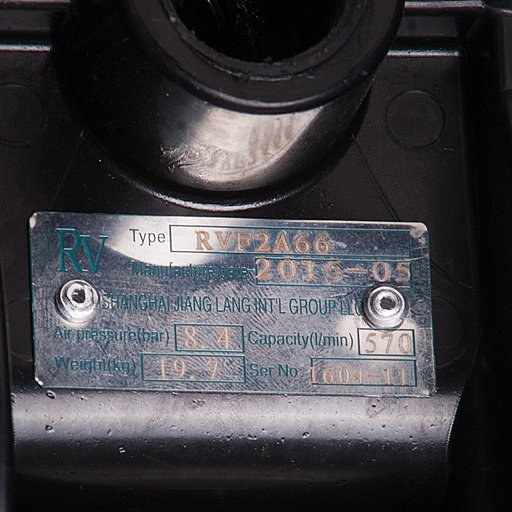 RV
Type RVF2A66
Manufacture Date 2016-05
SHANGHAI JIANG LANG INT'L GROUP LLC
Air pressure(bar) 8.4 Capacity(l/min) 570
Weight(kg) 19.7 Ser No 1604-11